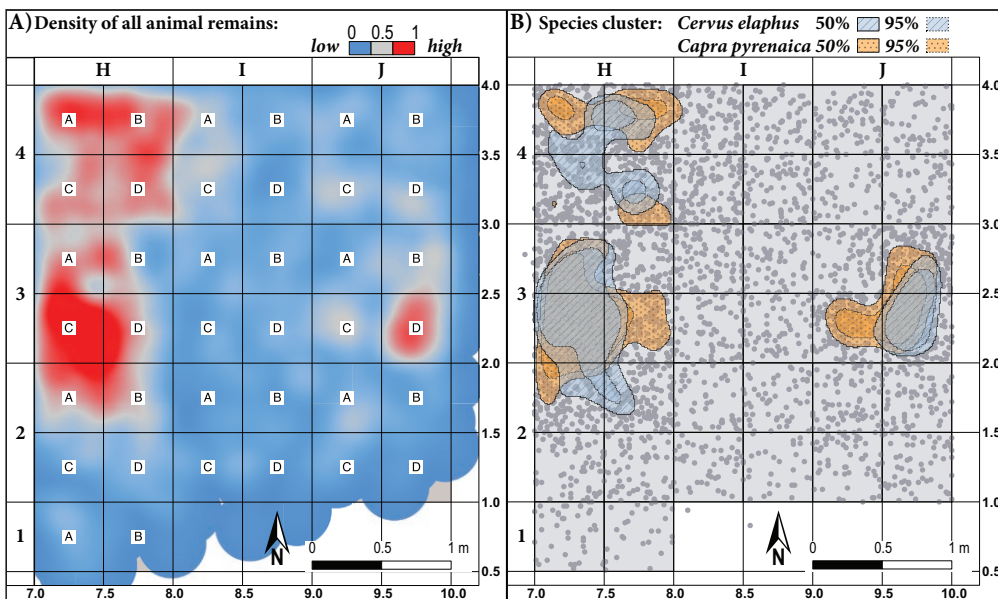 A) Density of all animal remains:
0 0.5 1
low high
H I J
A B A B A B
4
C D C D C D
A B A B A B
3
C D C D C D
A B A B A B
2
C D C D C D
1 A B
4.0
3.5
3.0
2.5
2.0
1.5
1.0
0.5
N
0 0.5 1 m
7.0 7.5 8.0 8.5 9.0 9.5 10.0
B) Species cluster: Cervus elaphus 50% 95%
Capra pyrenaica 50% 95%
H I J
4
3
2
1
4.0
3.5
3.0
2.5
2.0
1.5
1.0
0.5
N
0 0.5 1 m
7.0 7.5 8.0 8.5 9.0 9.5 10.0